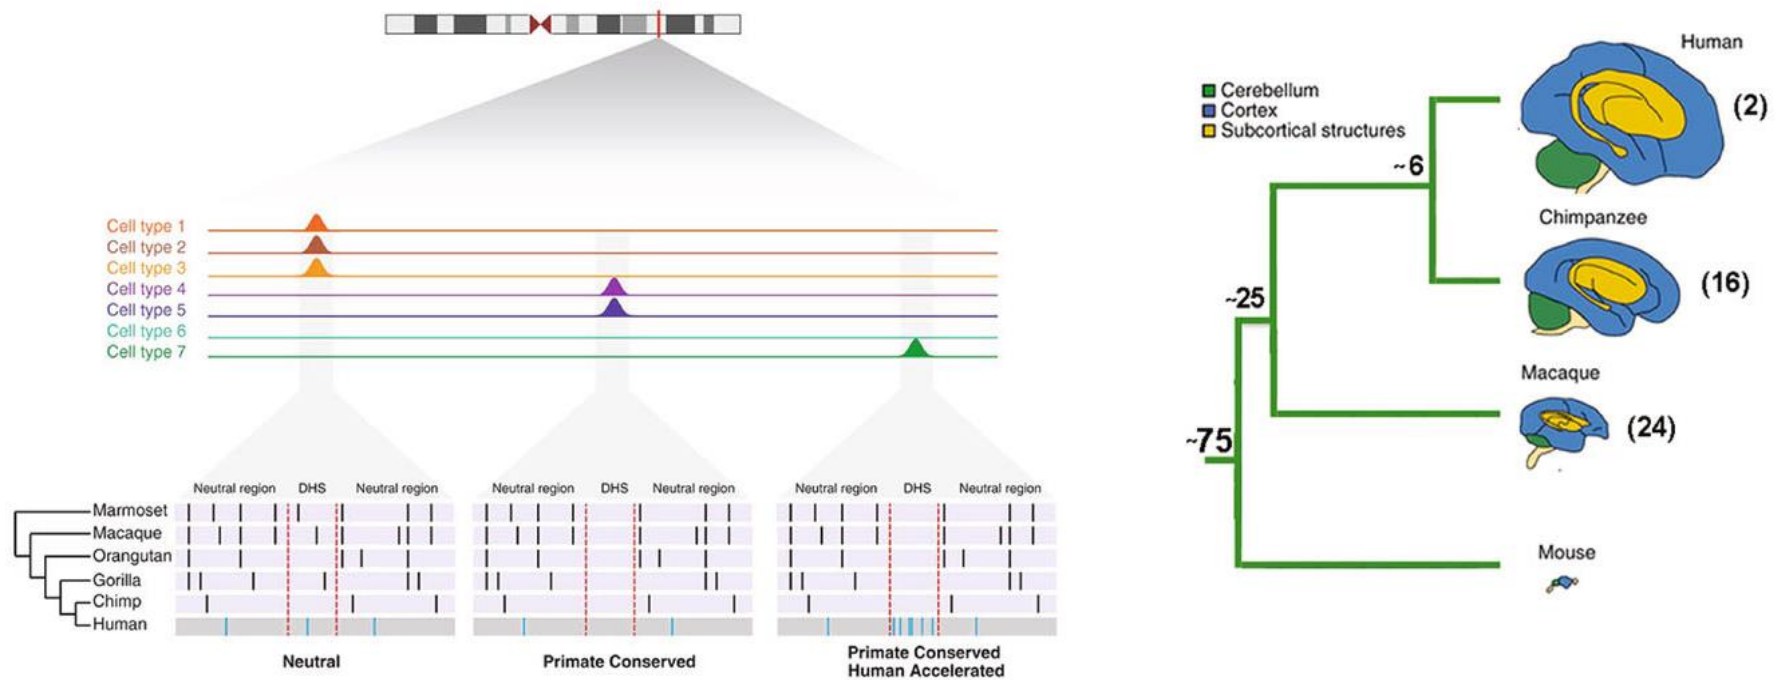 Cell type 1
Cell type 2
Cell type 3
Cell type 4
Cell type 5
Cell type 6
Cell type 7
Neutral region DHS Neutral region
Neutral region DHS Neutral region
Neutral region DHS Neutral region
Marmoset
Macaque
Orangutan
Gorilla
Chimp
Human
Neutral
Primate Conserved
Primate Conserved
Human Accelerated
Cerebellum
Cortex
Subcortical structures
Human
(2)
~6
Chimpanzee
(16)
~25
Macaque
(24)
~75
Mouse